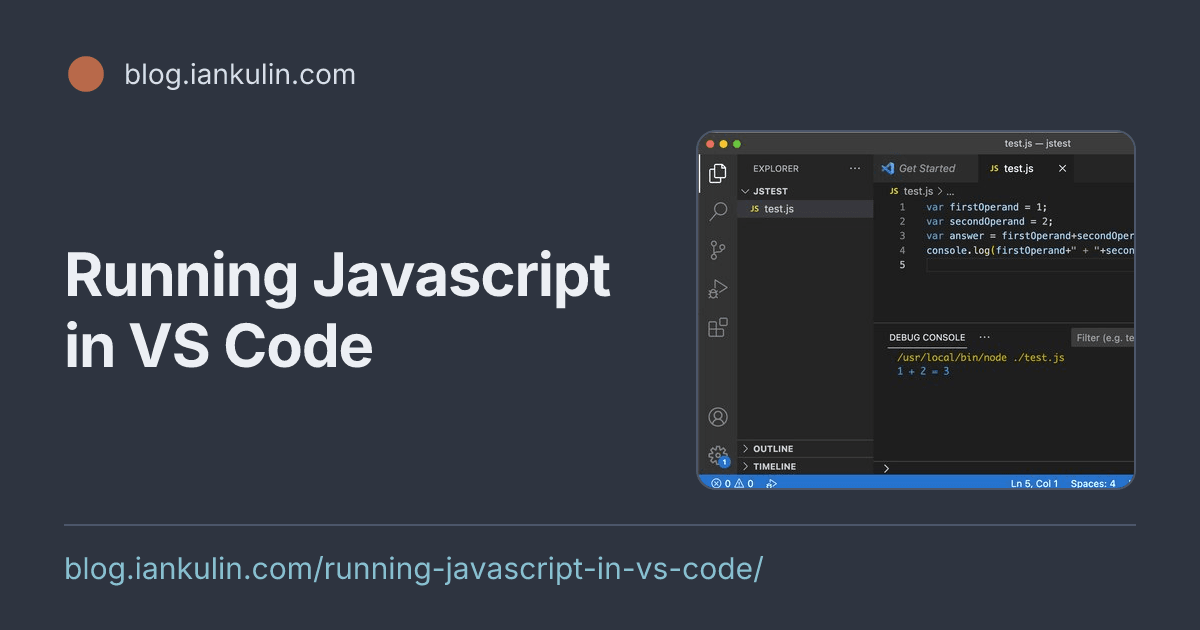 blog.iankulin.com
Running Javascript
in VS Code
test.js — jstest
EXPLORER ···
JSTEST
JS test.js
Get Started
JS test.js ×
JS test.js > ...
1 var firstOperand = 1;
2 var secondOperand = 2;
3 var answer = firstOperand+secondOper
4 console.log(firstOperand+" + "+secon
5
DEBUG CONSOLE ···
Filter (e.g. te
/usr/local/bin/node ./test.js
1 + 2 = 3
OUTLINE
TIMELINE
1
>
0 0
Ln 5, Col 1 Spaces: 4
blog.iankulin.com/running-javascript-in-vs-code/